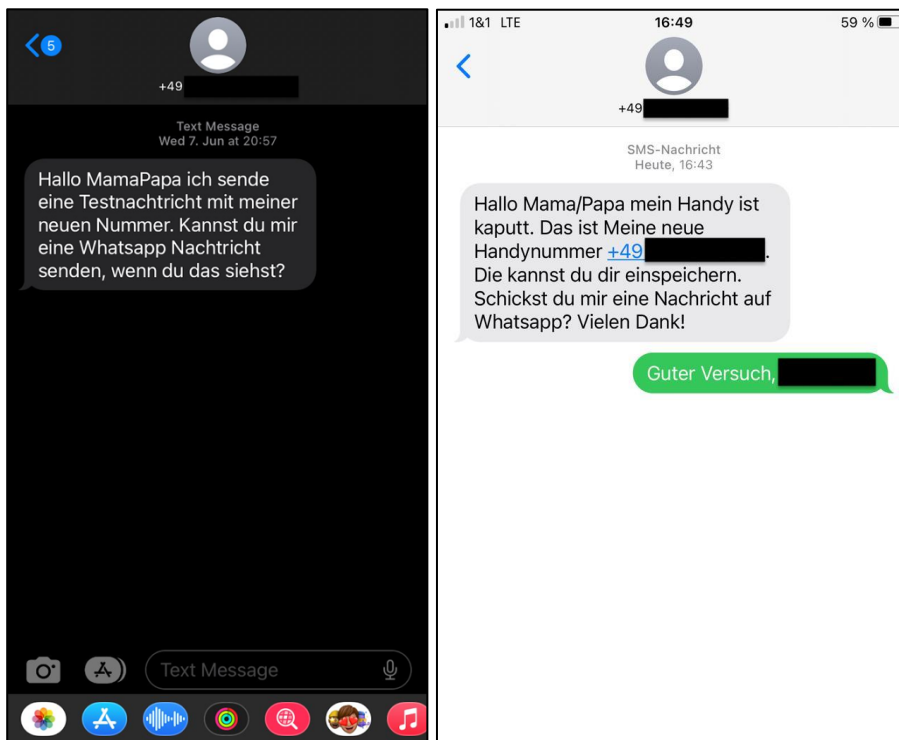 5
+49
Text Message
Wed 7. Jun at 20:57
Hallo MamaPapa ich sende
eine Testnachtricht mit meiner
neuen Nummer. Kannst du mir
eine Whatsapp Nachtricht
senden, wenn du das siehst?
Text Message
1&1 LTE
16:49
59 %
+49
SMS-Nachricht
Heute, 16:43
Hallo Mama/Papa mein Handy ist
kaputt. Das ist Meine neue
Handynummer +49 .
Die kannst du dir einspeichern.
Schickst du mir eine Nachricht auf
Whatsapp? Vielen Dank!
Guter Versuch,